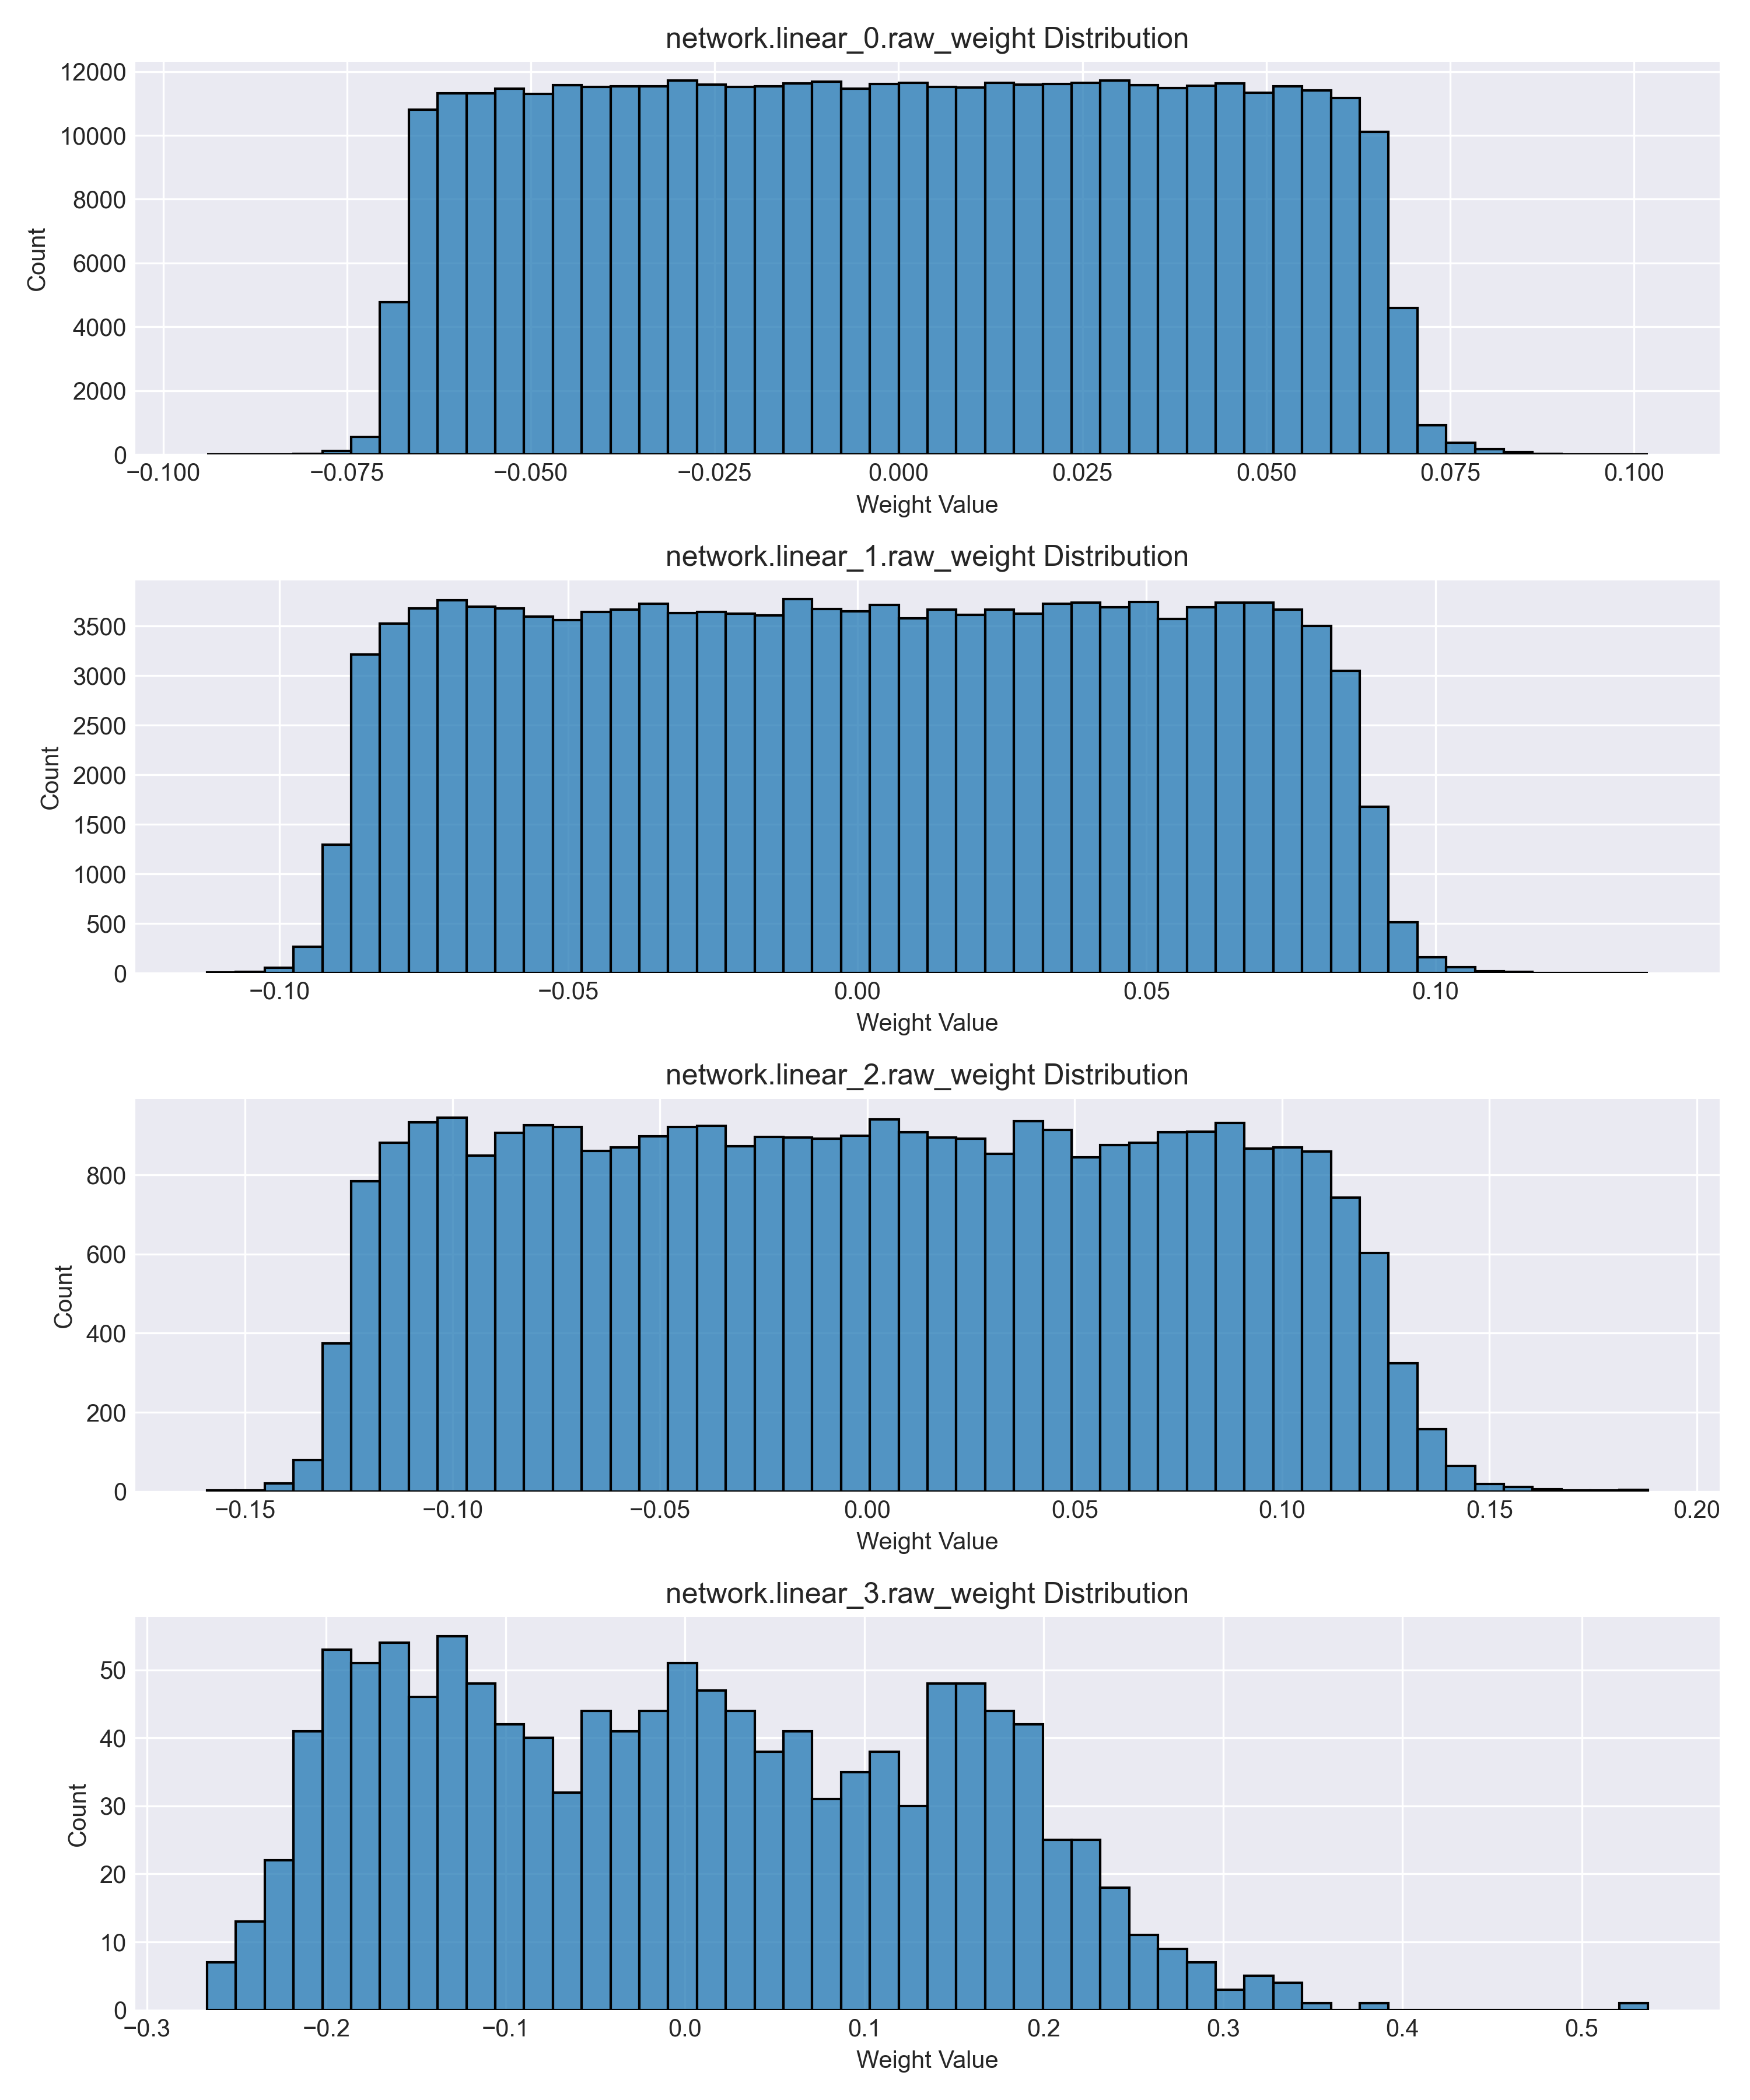 network.linear_0.raw_weight Distribution
12000
10000
8000
6000
4000
2000
0
Count
−0.100 −0.075 −0.050 −0.025 0.000 0.025 0.050 0.075 0.100
Weight Value
network.linear_1.raw_weight Distribution
3500
3000
2500
2000
1500
1000
500
0
Count
−0.10 −0.05 0.00 0.05 0.10
Weight Value
network.linear_2.raw_weight Distribution
800
600
400
200
0
Count
−0.15 −0.10 −0.05 0.00 0.05 0.10 0.15 0.20
Weight Value
network.linear_3.raw_weight Distribution
50
40
30
20
10
0
Count
−0.3 −0.2 −0.1 0.0 0.1 0.2 0.3 0.4 0.5
Weight Value